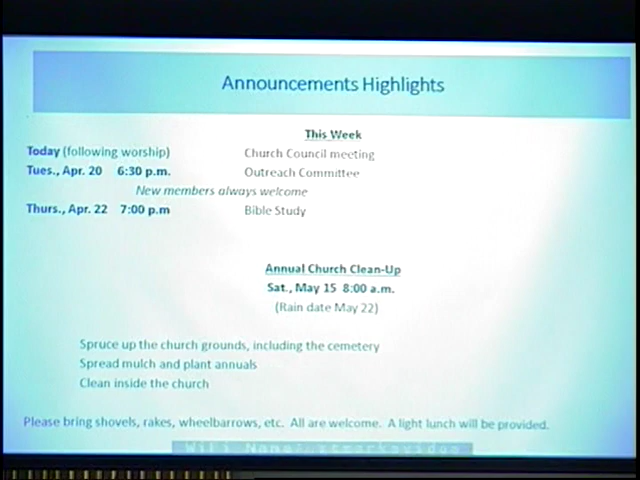 Announcements Highlights
This Week
Today (following worship) Church Council meeting
Tues., Apr. 20 6:30 p.m. Outreach Committee
New members always welcome
Thurs., Apr. 22 7:00 p.m Bible Study
Annual Church Clean-Up
Sat., May 15 8:00 a.m.
(Rain date May 22)
Spruce up the church grounds, including the cemetery
Spread mulch and plant annuals
Clean inside the church
Please bring shovels, rakes, wheelbarrows, etc. All are welcome. A light lunch will be provided.
WiFi